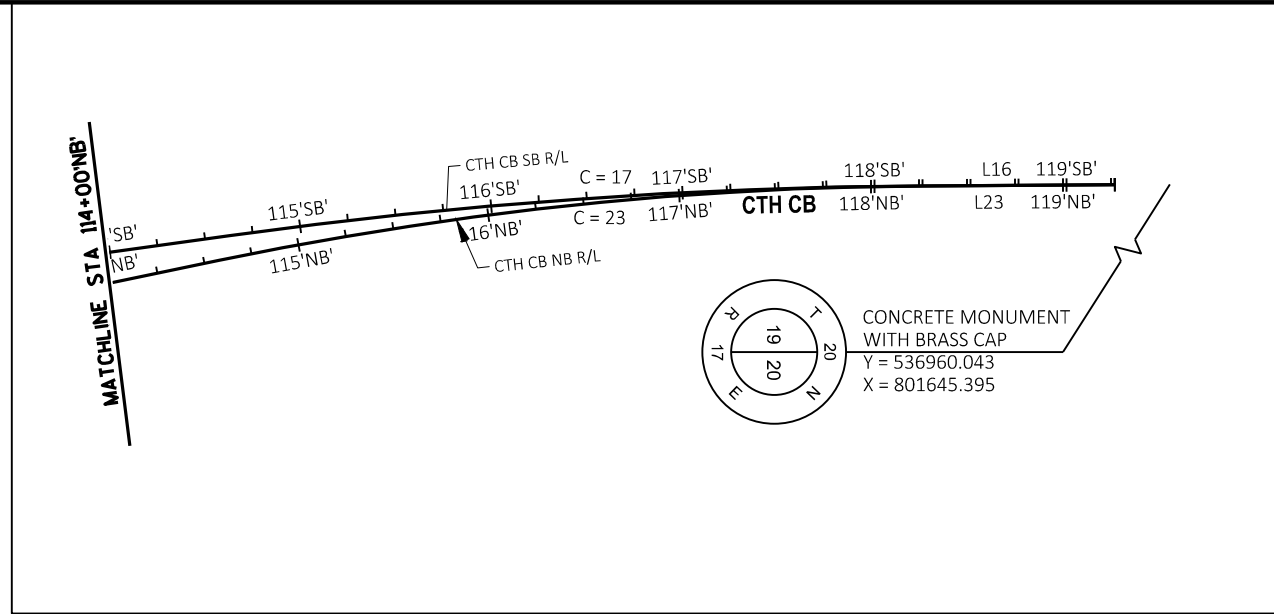 MATCHLINE STA 114+00'NB'
'SB'
NB'
115'SB'
115'NB'
CTH CB SB R/L
116'SB'
16'NB'
CTH CB NB R/L
C = 17
C = 23
117'SB'
117'NB'
CTH CB
118'SB'
118'NB'
L16
L23
119'SB'
119'NB'
R T
17 19 20
20
E N
CONCRETE MONUMENT
WITH BRASS CAP
Y = 536960.043
X = 801645.395